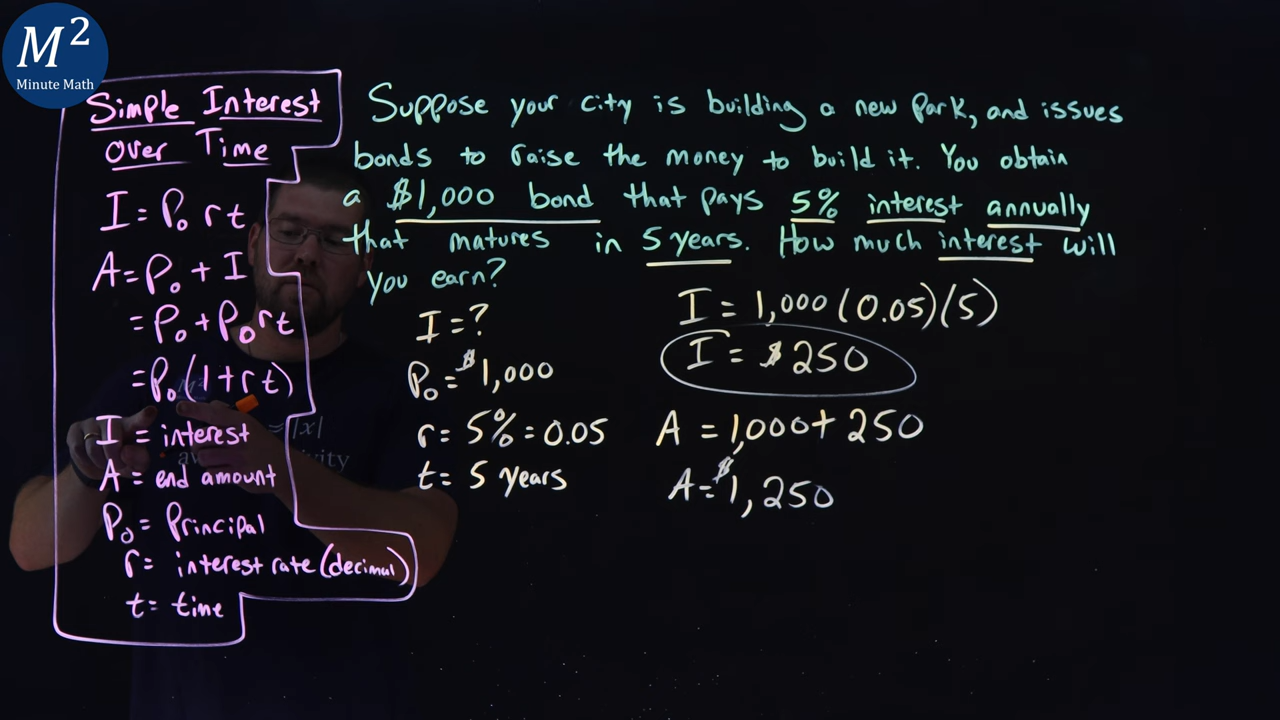 M²
Minute Math
Simple Interest
over Time
I = P₀ r t
A = P₀ + I
= P₀ + P₀ r t
= P₀ (1 + r t)
I = interest
A = end amount
P₀ = Principal
r = interest rate (decimal)
t = time
Suppose your city is building a new park, and issues
bonds to raise the money to build it. You obtain
a $1,000 bond that pays 5% interest annually
that matures in 5 years. How much interest will
you earn?
I = ?
P₀ = $1,000
r = 5% = 0.05
t = 5 years
I = 1,000 (0.05)(5)
I = $250
A = 1,000 + 250
A = $1,250